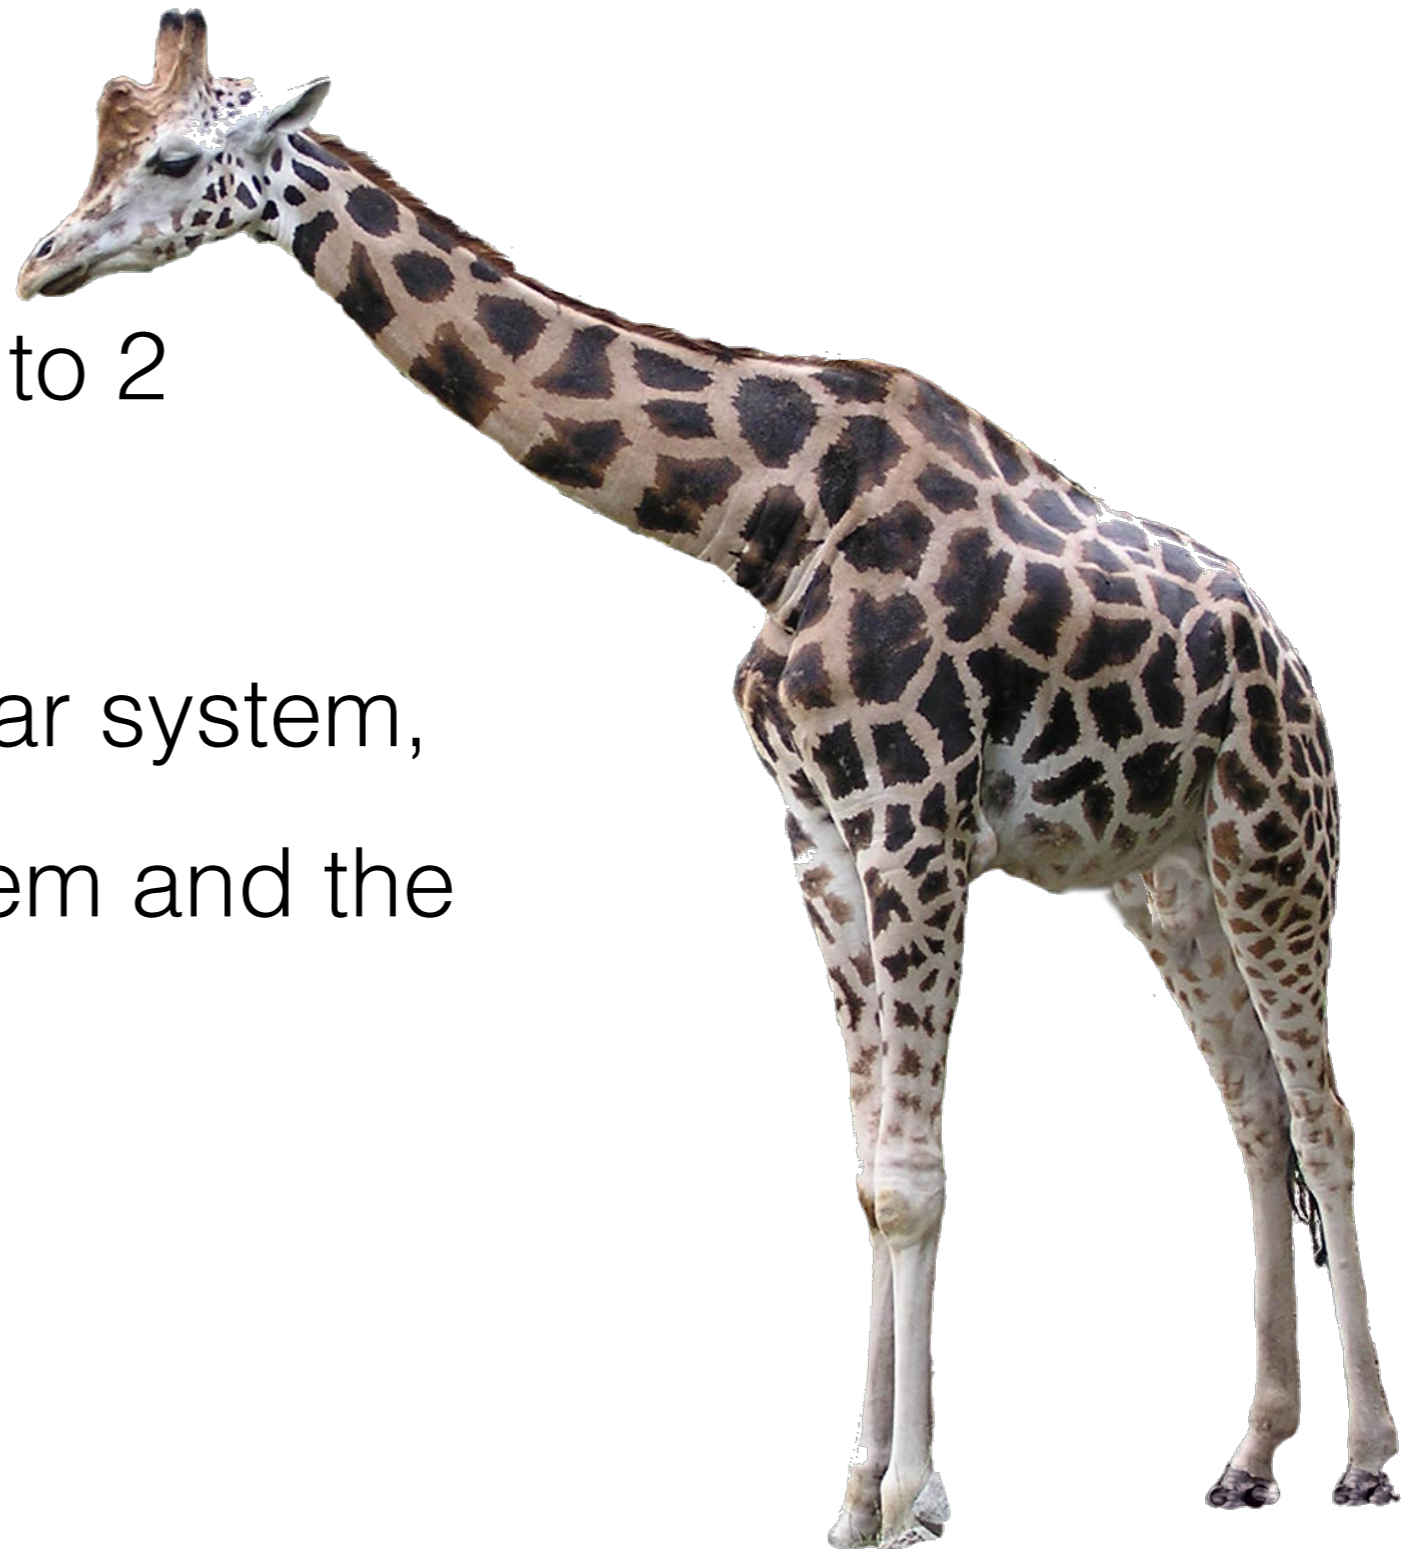 to 2
ar system,
em and the